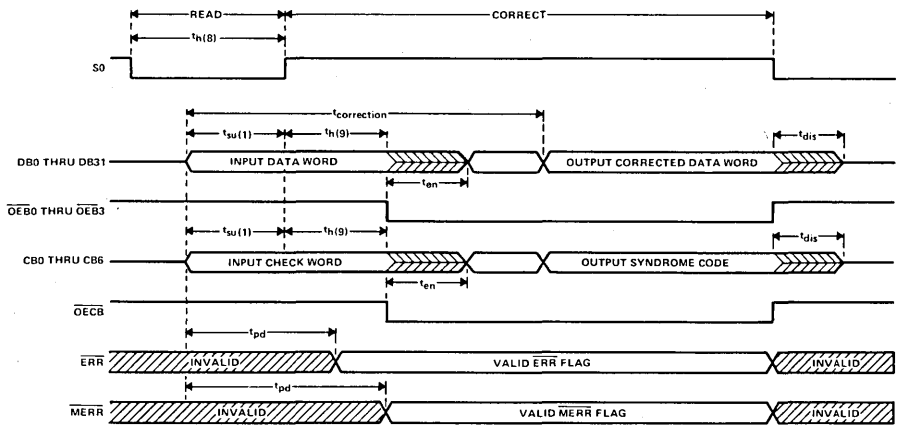 READ
CORRECT
th(8)
S0
tcorrection
tsu(1)
th(9)
tdis
DB0 THRU DB31
INPUT DATA WORD
OUTPUT CORRECTED DATA WORD
ten
OEB0 THRU OEB3
tsu(1)
th(9)
tdis
CB0 THRU CB6
INPUT CHECK WORD
OUTPUT SYNDROME CODE
ten
OECB
tpd
ERR
INVALID
VALID ERR FLAG
INVALID
tpd
MERR
INVALID
VALID MERR FLAG
INVALID